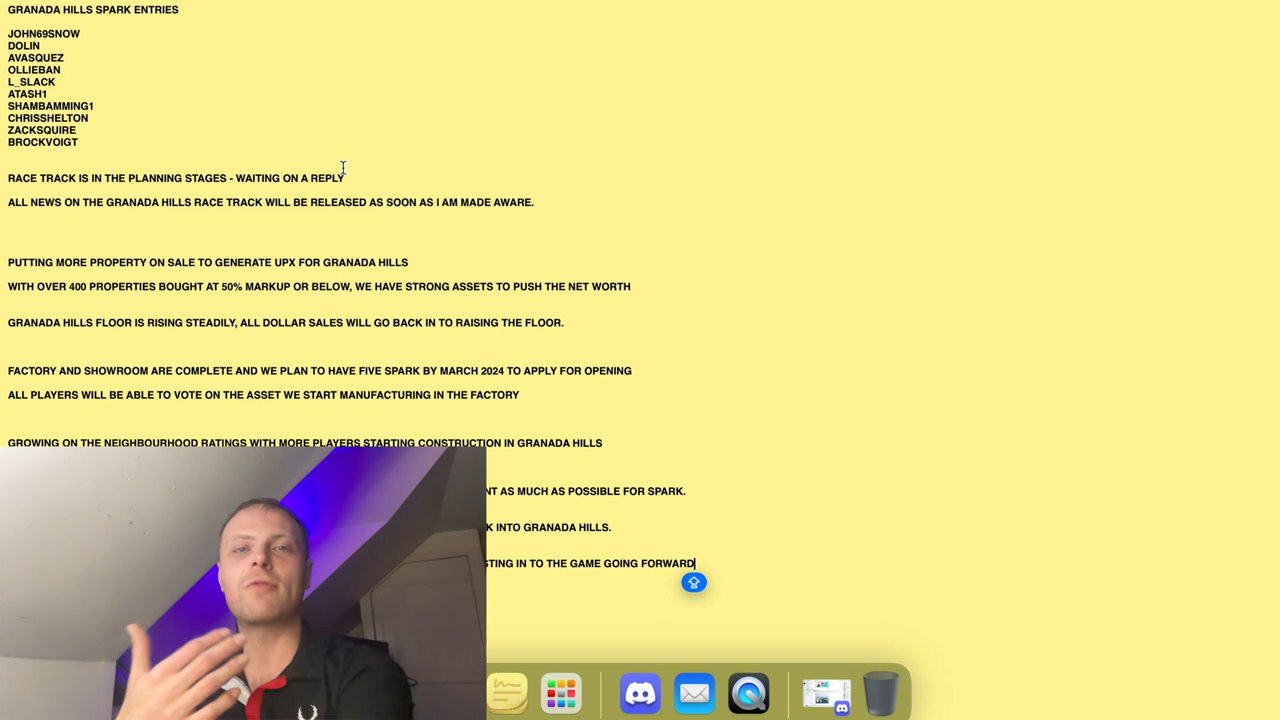 GRANADA HILLS SPARK ENTRIES
JOHN69SNOW
DOLIN
AVASQUEZ
OLLIEBAN
L_SLACK
ATASH1
SHAMBAMMING1
CHRISSHELTON
ZACKSQUIRE
BROCKVOIGT
RACE TRACK IS IN THE PLANNING STAGES - WAITING ON A REPLY
ALL NEWS ON THE GRANADA HILLS RACE TRACK WILL BE RELEASED AS SOON AS I AM MADE AWARE.
PUTTING MORE PROPERTY ON SALE TO GENERATE UPX FOR GRANADA HILLS
WITH OVER 400 PROPERTIES BOUGHT AT 50% MARKUP OR BELOW, WE HAVE STRONG ASSETS TO PUSH THE NET WORTH
GRANADA HILLS FLOOR IS RISING STEADILY, ALL DOLLAR SALES WILL GO BACK IN TO RAISING THE FLOOR.
FACTORY AND SHOWROOM ARE COMPLETE AND WE PLAN TO HAVE FIVE SPARK BY MARCH 2024 TO APPLY FOR OPENING
ALL PLAYERS WILL BE ABLE TO VOTE ON THE ASSET WE START MANUFACTURING IN THE FACTORY
GROWING ON THE NEIGHBOURHOOD RATINGS WITH MORE PLAYERS STARTING CONSTRUCTION IN GRANADA HILLS
AS MUCH AS POSSIBLE FOR SPARK.
INTO GRANADA HILLS.
IN TO THE GAME GOING FORWARD